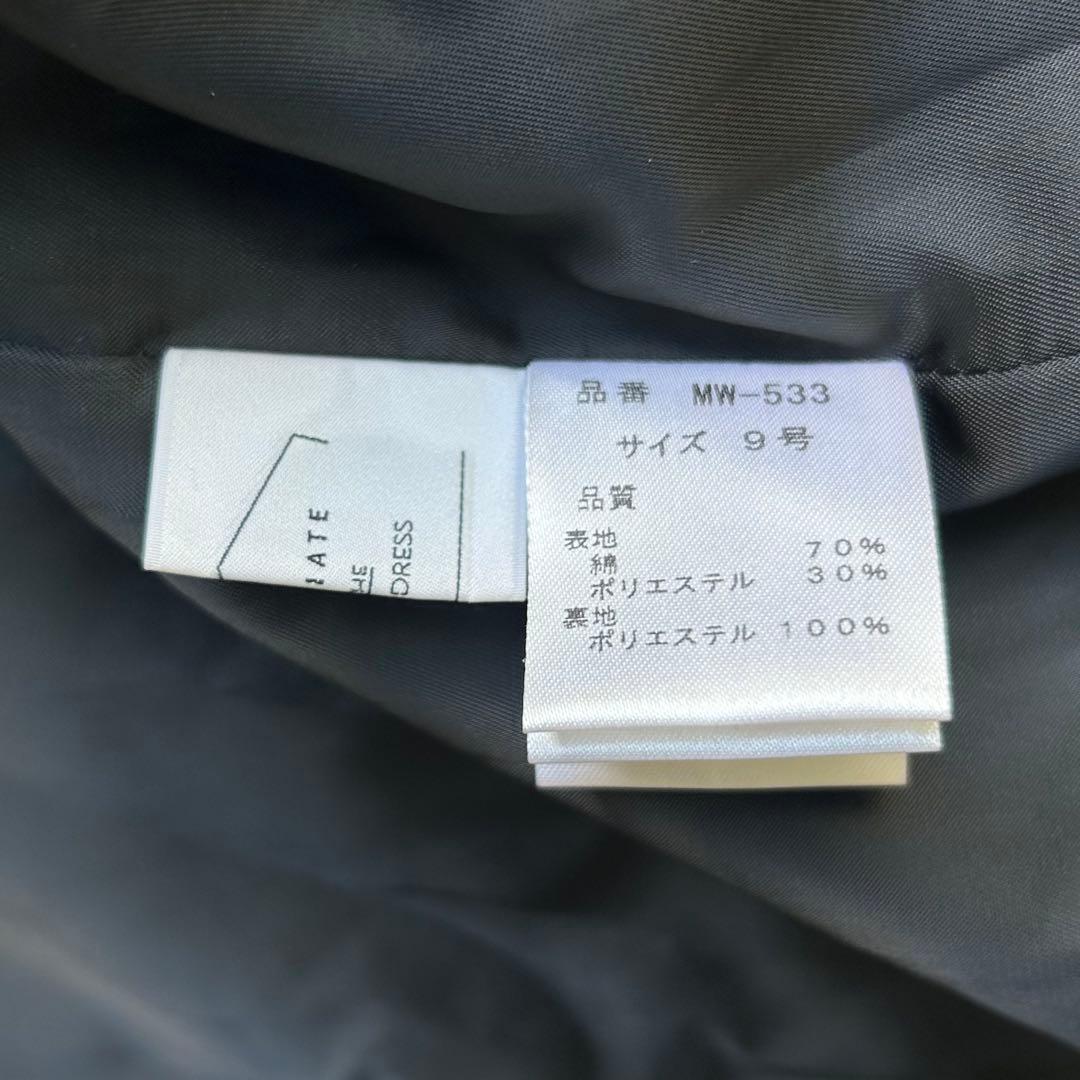 品番 MW-533
サイズ 9号
品質
表地
綿 70%
ポリエステル 30%
裏地
ポリエステル 100%
DRESS